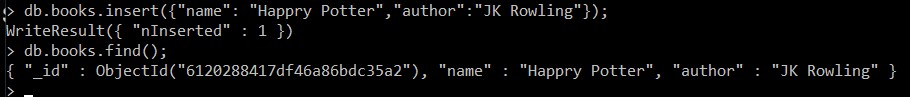 > db.books.insert({"name": "Happry Potter","author":"JK Rowling"});
WriteResult({ "nInserted" : 1 })
> db.books.find();
{ "_id" : ObjectId("6120288417df46a86bdc35a2"), "name" : "Happry Potter", "author" : "JK Rowling" }
> _